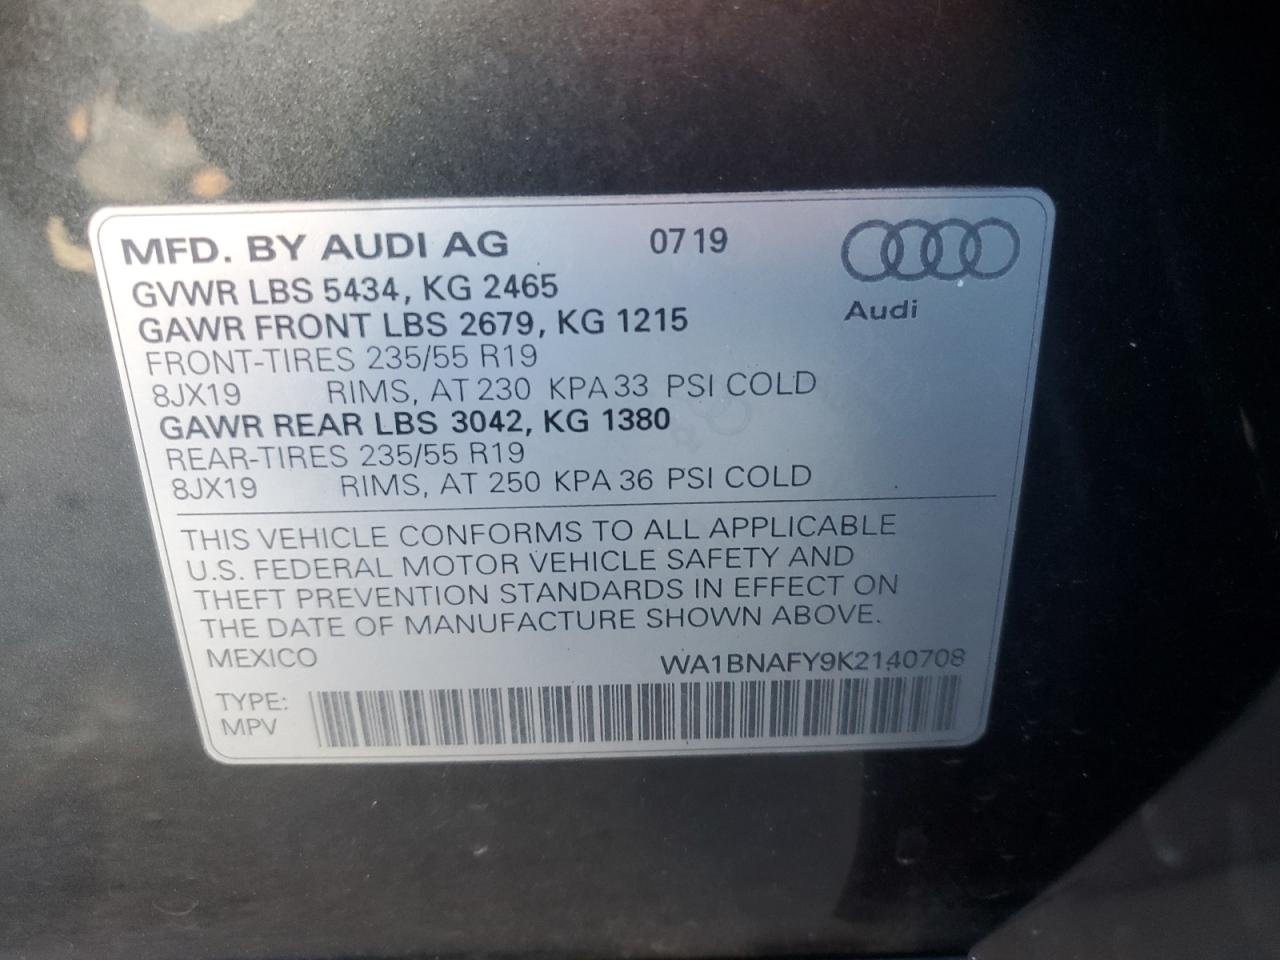 MFD. BY AUDI AG 07 19
Audi
GVWR LBS 5434, KG 2465
GAWR FRONT LBS 2679, KG 1215
FRONT-TIRES 235/55 R19
8JX19 RIMS, AT 230 KPA 33 PSI COLD
GAWR REAR LBS 3042, KG 1380
REAR-TIRES 235/55 R19
8JX19 RIMS, AT 250 KPA 36 PSI COLD
THIS VEHICLE CONFORMS TO ALL APPLICABLE
U.S. FEDERAL MOTOR VEHICLE SAFETY AND
THEFT PREVENTION STANDARDS IN EFFECT ON
THE DATE OF MANUFACTURE SHOWN ABOVE.
MEXICO WA1BNAFY9K2140708
TYPE:
MPV